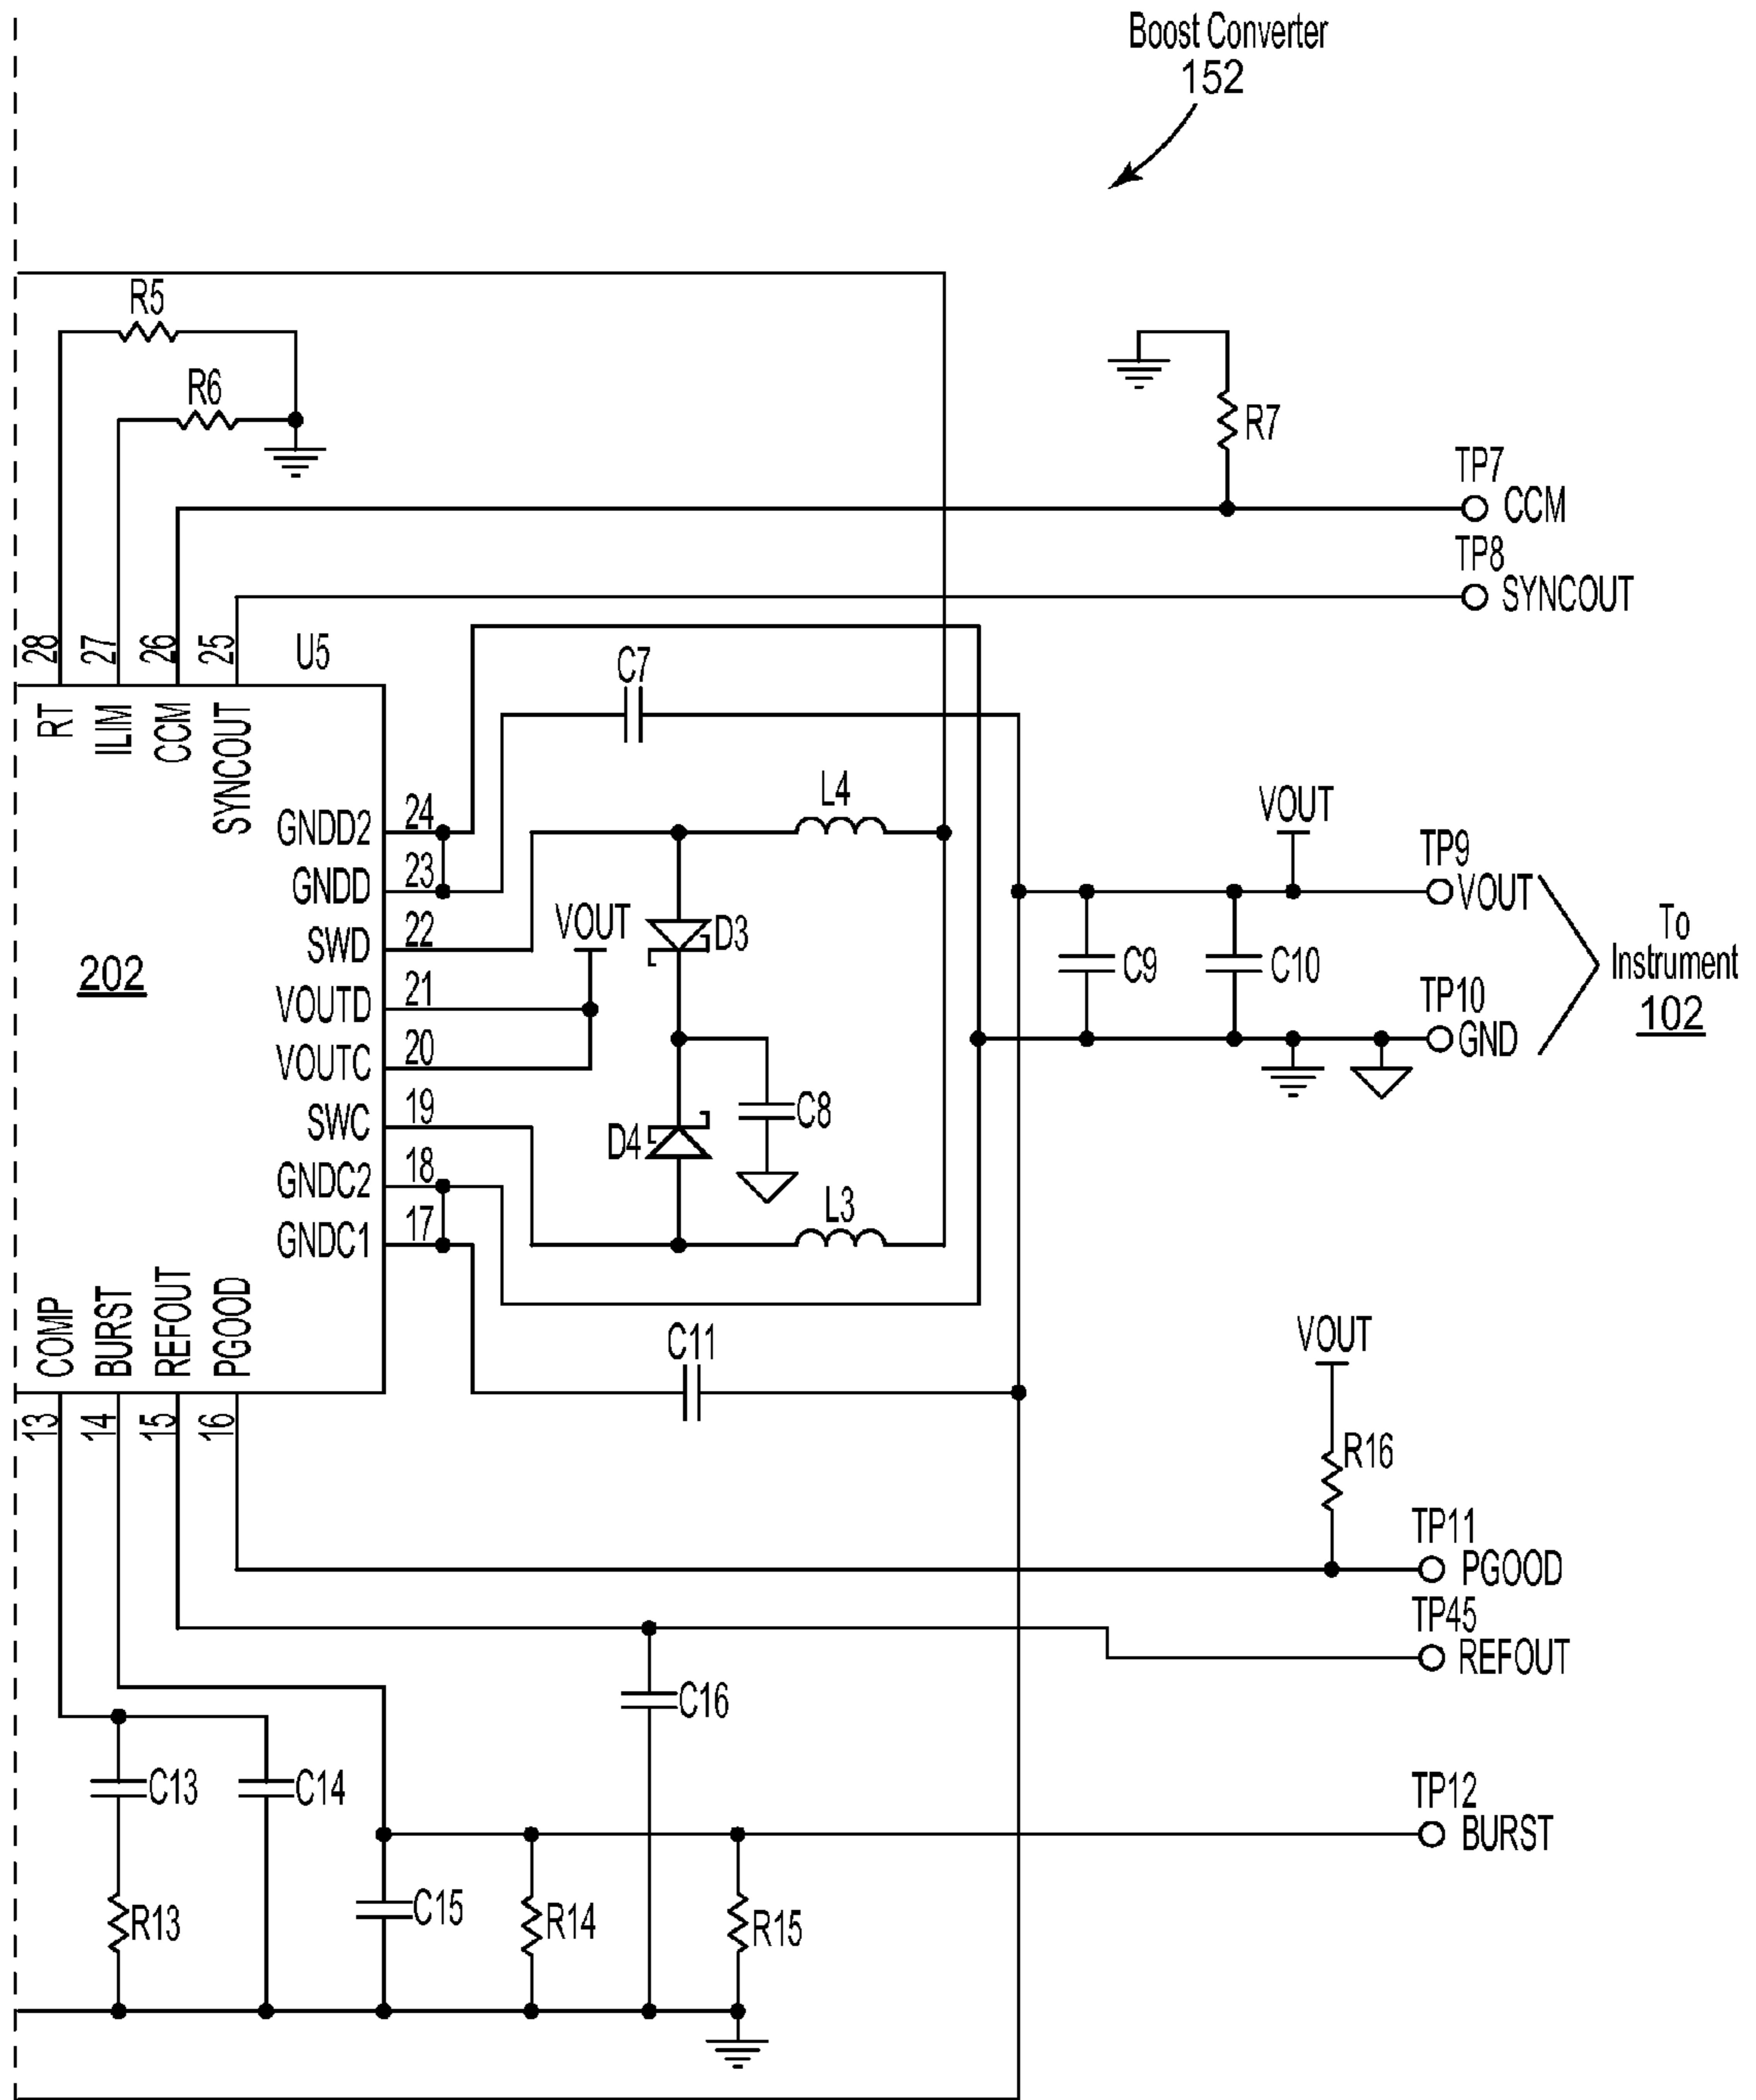 Boost Converter
152
R5
R6
R7
TP7
CCM
TP8
SYNCOUT
28
27
26
25
U5
RT
ILIM
CCM
SYNCOUT
C7
L4
GNDD2
24
GNDD
23
SWD
22
VOUT
D3
202
VOUTD
21
VOUTC
20
SWC
19
D4
C8
GNDC2
18
GNDC1
17
L3
VOUT
TP9
VOUT
C9
C10
TP10
GND
To
Instrument
102
COMP
BURST
REFOUT
PGOOD
13
14
15
16
C11
VOUT
R16
TP11
PGOOD
TP45
REFOUT
C16
C13
C14
TP12
BURST
R13
C15
R14
R15